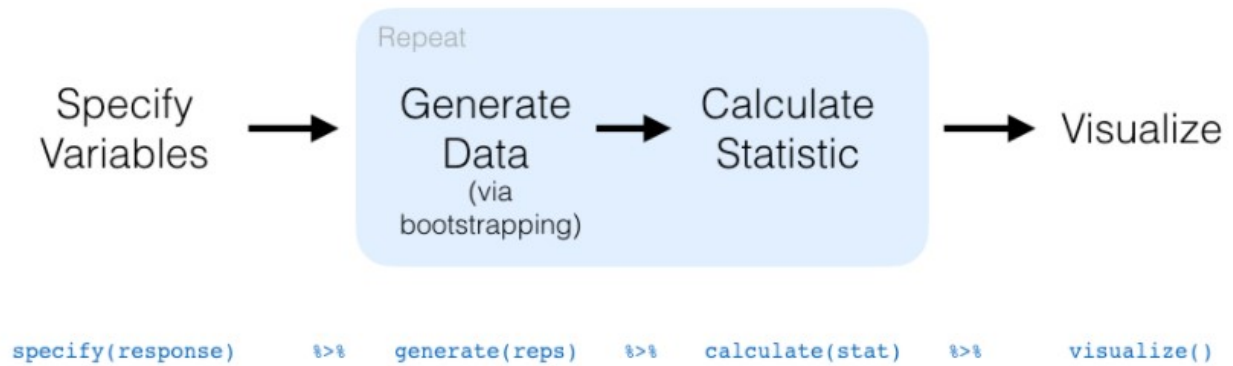 Repeat
Specify
Variables
Generate
Data
(via
bootstrapping)
Calculate
Statistic
Visualize
specify(response) %>% generate(reps) %>% calculate(stat) %>% visualize()